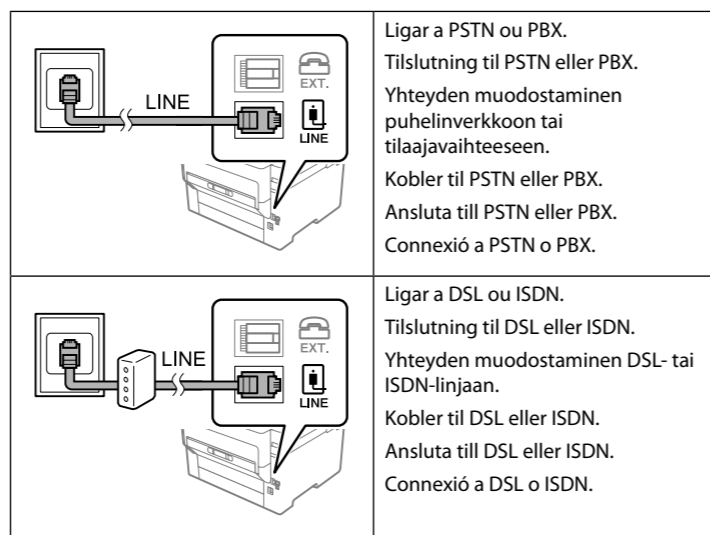 LINE
EXT.
LINE
Ligar a PSTN ou PBX.
Tilslutning til PSTN eller PBX.
Yhteyden muodostaminen
puhelinverkkoon tai
tilaajavaihteeseen.
Kobler til PSTN eller PBX.
Ansluta till PSTN eller PBX.
Connexió a PSTN o PBX.
LINE
EXT.
LINE
Ligar a DSL ou ISDN.
Tilslutning til DSL eller ISDN.
Yhteyden muodostaminen DSL- tai
ISDN-linjaan.
Kobler til DSL eller ISDN.
Ansluta till DSL eller ISDN.
Connexió a DSL o ISDN.